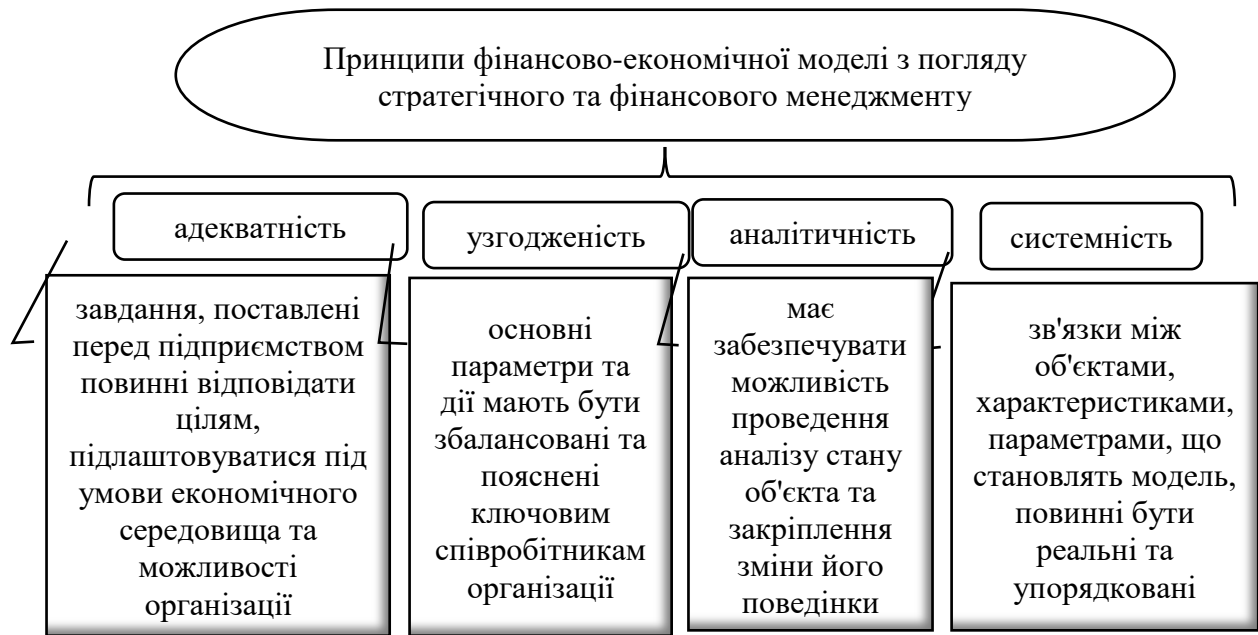 Принципи фінансово-економічної моделі з погляду
стратегічного та фінансового менеджменту
адекватність
завдання, поставлені
перед підприємством
повинні відповідати
цілям,
підлаштовуватися під
умови економічного
середовища та
можливості
організації
узгодженість
основні
параметри та
дії мають бути
збалансовані та
пояснені
ключовим
співробітникам
організації
аналітичність
має
забезпечувати
можливість
проведення
аналізу стану
об'єкта та
закріплення
зміни його
поведінки
системність
зв'язки між
об'єктами,
характеристиками,
параметрами, що
становлять модель,
повинні бути
реальні та
упорядковані